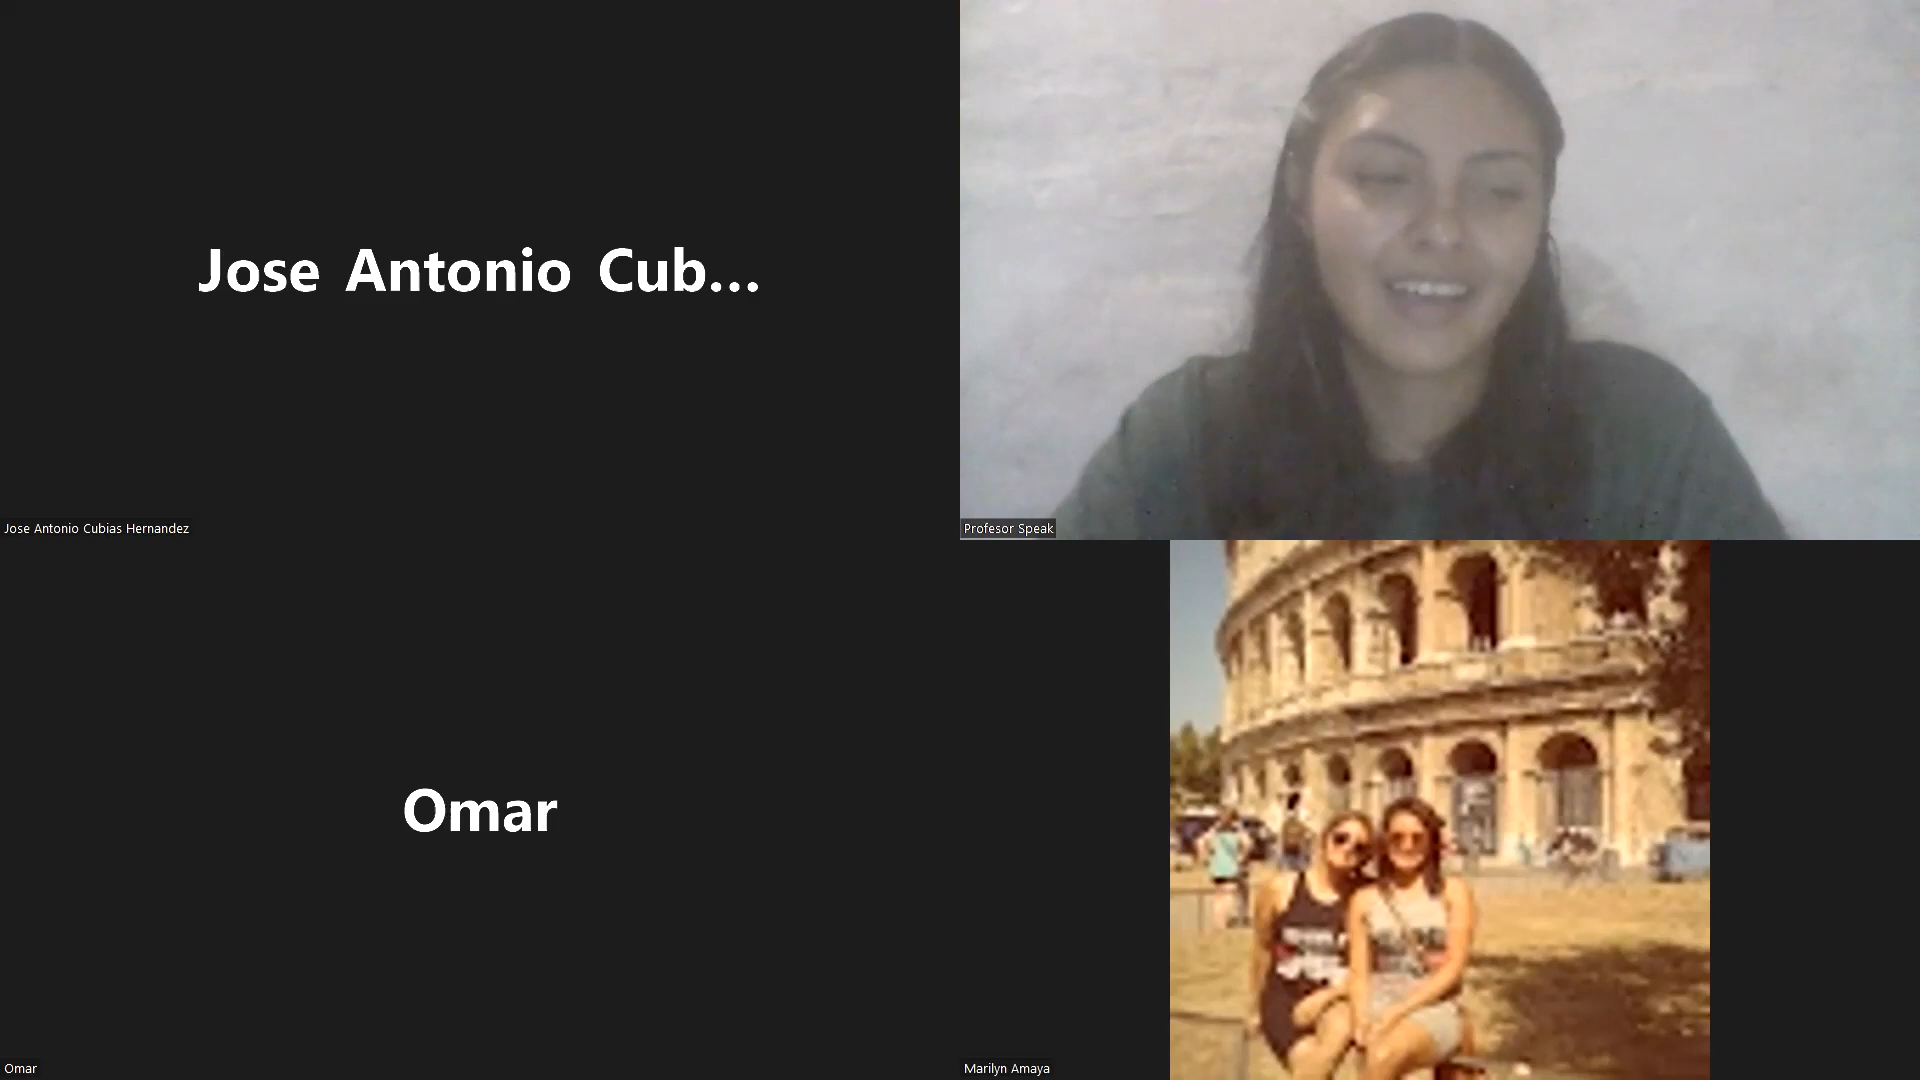 Jose Antonio Cub...
Jose Antonio Cubias Hernandez
Profesor Speak
Omar
Omar
Marilyn Amaya